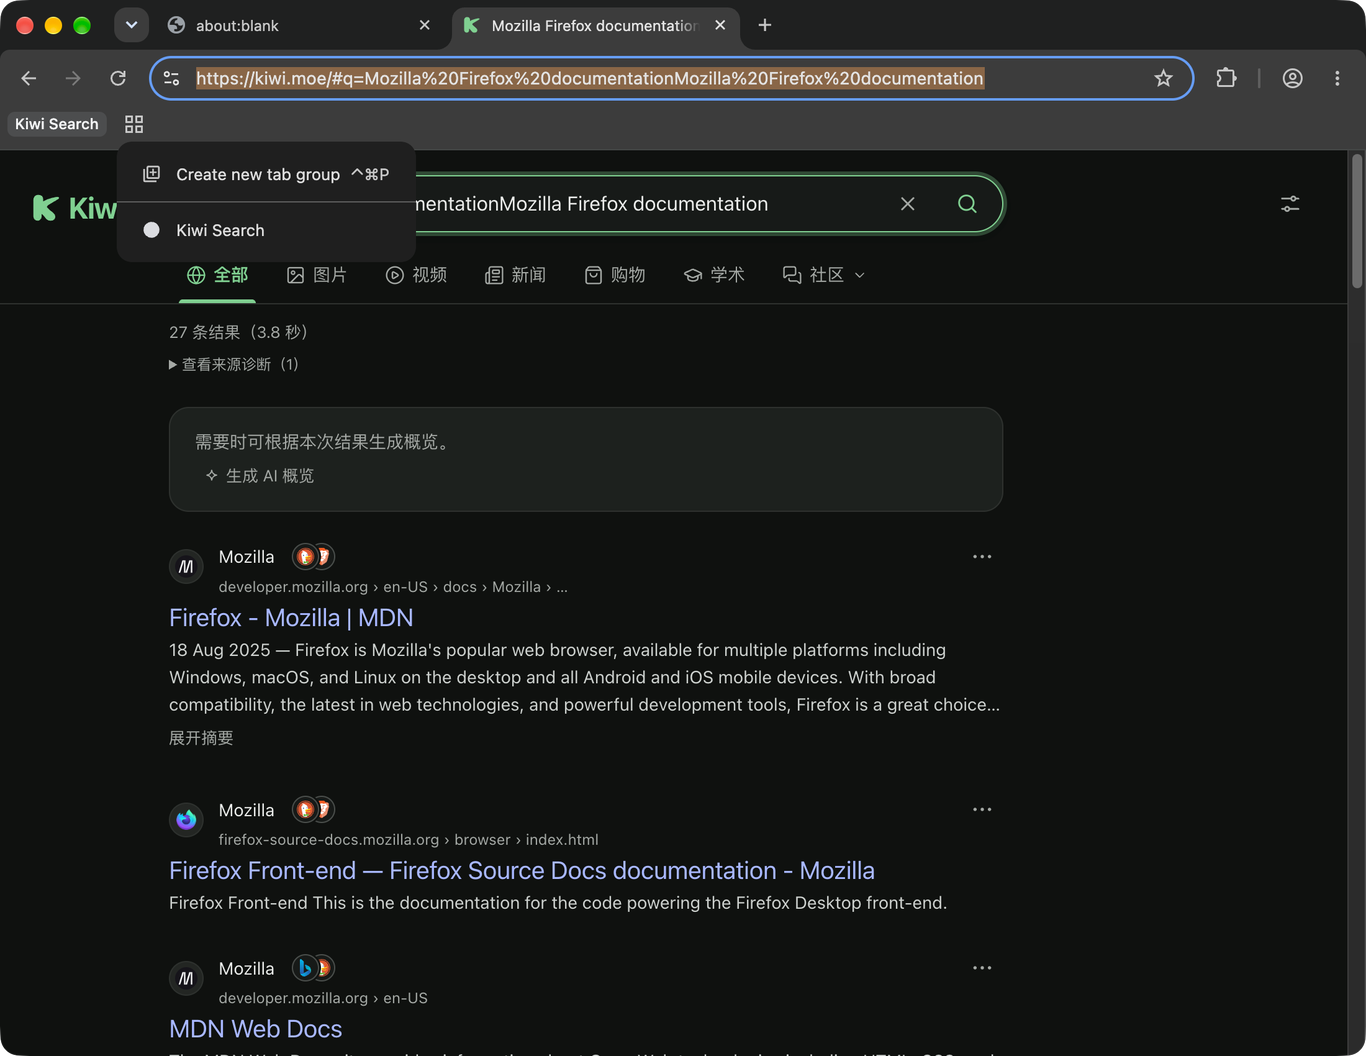 about:blank
Mozilla Firefox documentation
https://kiwi.moe/#q=Mozilla%20Firefox%20documentationMozilla%20Firefox%20documentation
Kiwi Search
Create new tab group ^⌘P
Kiwi Search
Kiw
mentationMozilla Firefox documentation
全部 图片 视频 新闻 购物 学术 社区
27 条结果（3.8 秒）
查看来源诊断（1）
需要时可根据本次结果生成概览。
生成 AI 概览
Mozilla
developer.mozilla.org › en-US › docs › Mozilla › ...
Firefox - Mozilla | MDN
18 Aug 2025 — Firefox is Mozilla's popular web browser, available for multiple platforms including
Windows, macOS, and Linux on the desktop and all Android and iOS mobile devices. With broad
compatibility, the latest in web technologies, and powerful development tools, Firefox is a great choice...
展开摘要
Mozilla
firefox-source-docs.mozilla.org › browser › index.html
Firefox Front-end — Firefox Source Docs documentation - Mozilla
Firefox Front-end This is the documentation for the code powering the Firefox Desktop front-end.
Mozilla
developer.mozilla.org › en-US
MDN Web Docs